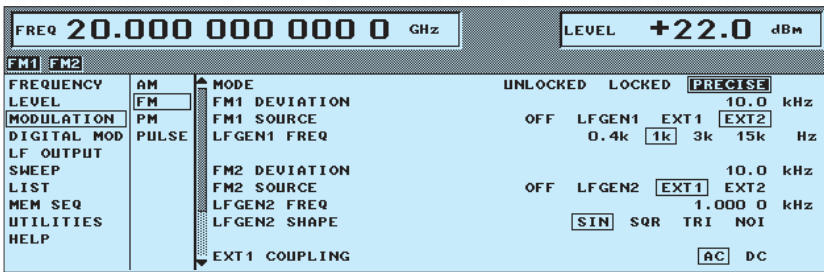 FREQ 20.000 000 000 0 GHz LEVEL +22.0 dBm
FM1 FM2
FREQUENCY AM MODE UNLOCKED LOCKED PRECISE
LEVEL FM FM1 DEVIATION 10.0 kHz
MODULATION PM FM1 SOURCE OFF LFGEN1 EXT1 EXT2
DIGITAL MOD PULSE LFGEN1 FREQ 0.4k 1k 3k 15k Hz
LF OUTPUT
SWEEP FM2 DEVIATION 10.0 kHz
LIST FM2 SOURCE OFF LFGEN2 EXT1 EXT2
MEM SEQ LFGEN2 FREQ 1.000 0 kHz
UTILITIES LFGEN2 SHAPE SIN SQR TRI NOI
HELP
EXT1 COUPLING AC DC